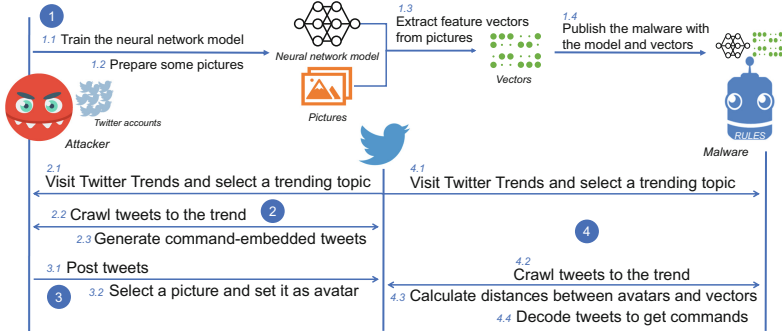 1
1.1 Train the neural network model
1.2 Prepare some pictures
Neural network model
Pictures
1.3
Extract feature vectors
from pictures
Vectors
1.4
Publish the malware with
the model and vectors
Twitter accounts
Attacker
RULES
Malware
2.1
Visit Twitter Trends and select a trending topic
2.2 Crawl tweets to the trend
2
2.3 Generate command-embedded tweets
3.1 Post tweets
3
3.2 Select a picture and set it as avatar
4.1
Visit Twitter Trends and select a trending topic
4
4.2
Crawl tweets to the trend
4.3 Calculate distances between avatars and vectors
4.4 Decode tweets to get commands